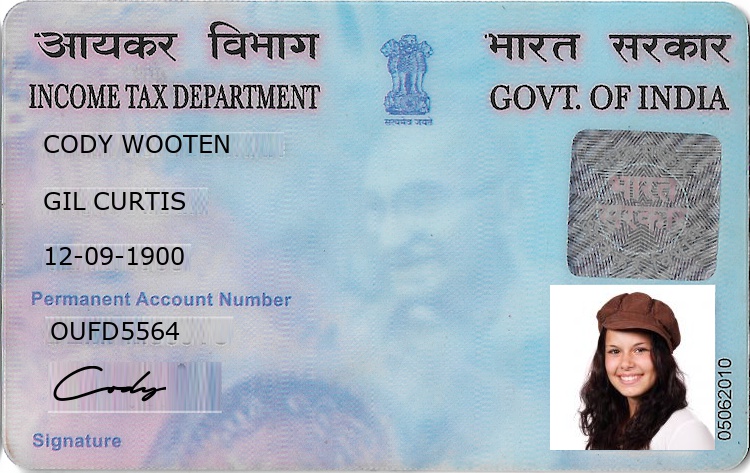 आयकर विभाग
भारत सरकार
INCOME TAX DEPARTMENT
GOVT. OF INDIA
सत्यमेव जयते
CODY WOOTEN
GIL CURTIS
12-09-1900
भारत
सरकार
Permanent Account Number
OUFD5564
Cody
Signature
05062010